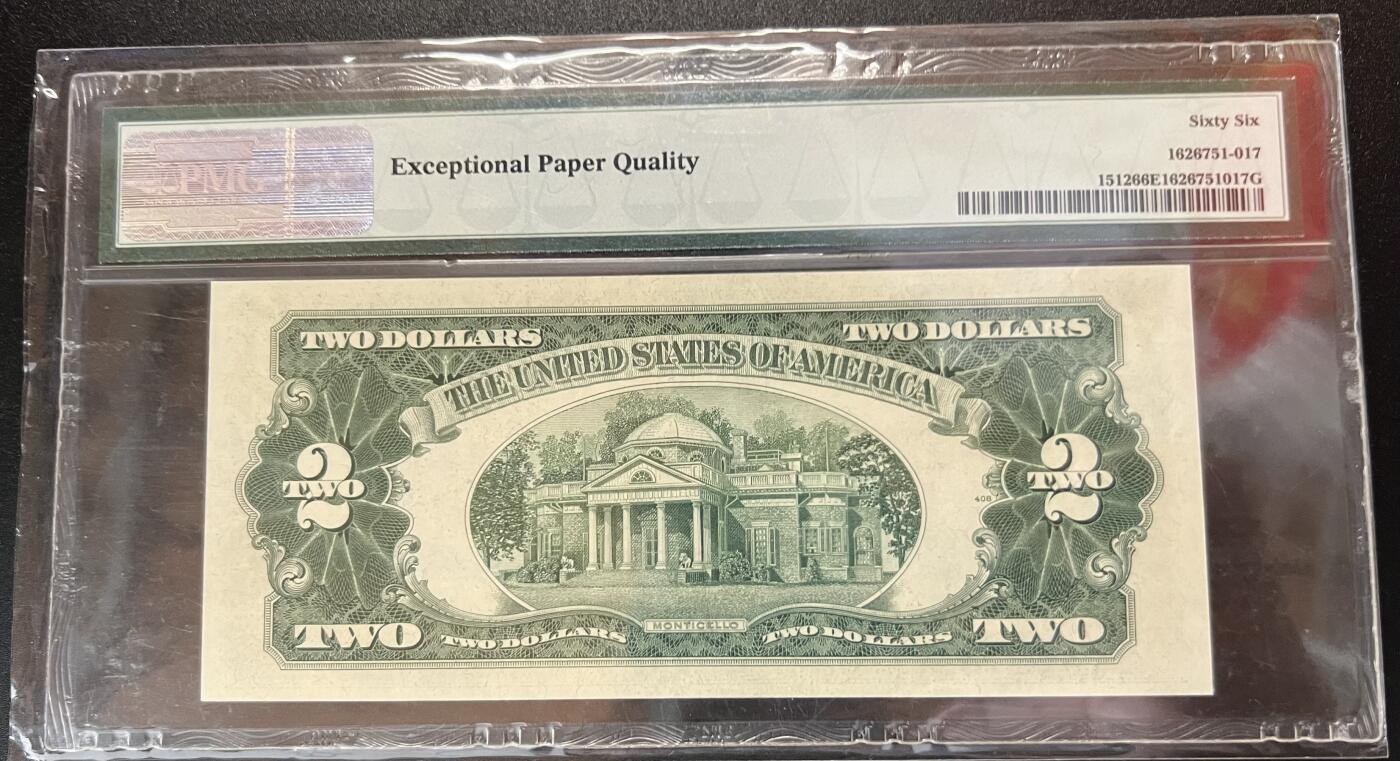 Sixty Six
PMG
Exceptional Paper Quality
1626751-017
151266E1626751017G
TWO DOLLARS
TWO DOLLARS
THE UNITED STATES OF AMERICA
2
TWO
2
TWO
408
MONTICELLO
TWO
TWO DOLLARS
TWO DOLLARS
TWO